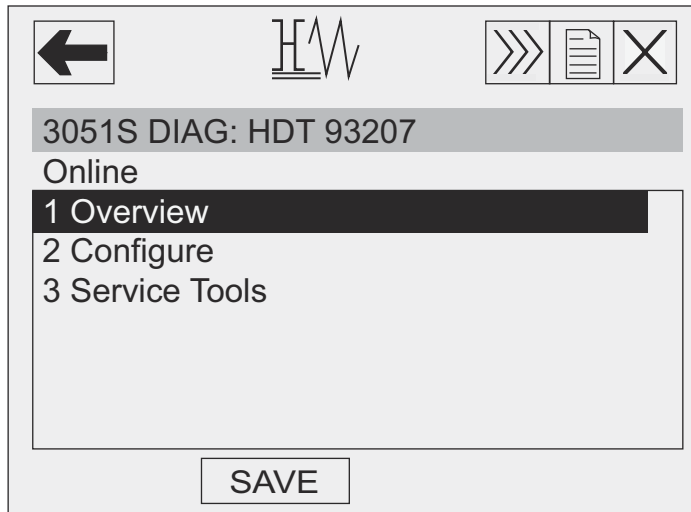 3051S DIAG: HDT 93207
Online
1 Overview
2 Configure
3 Service Tools
SAVE